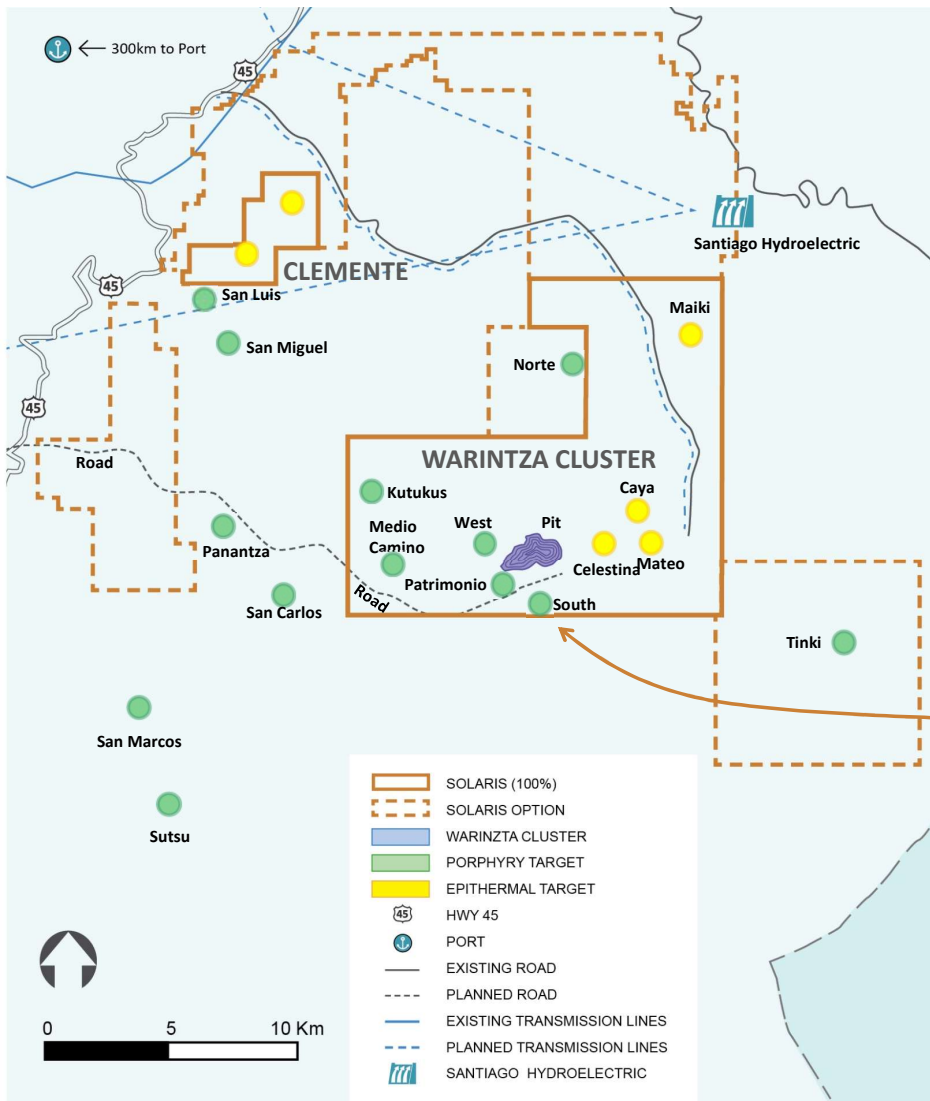 300km to Port
45
Santiago Hydroelectric
CLEMENTE
45
San Luis
Maiki
San Miguel
Norte
45
WARINTZA CLUSTER
Road
Kutukus
Caya
Medio
Camino
West
Pit
Panantza
Celestina
Mateo
Patrimonio
Road
San Carlos
South
Tinki
San Marcos
Sutsu
SOLARIS (100%)
SOLARIS OPTION
WARINZTA CLUSTER
PORPHYRY TARGET
EPITHERMAL TARGET
45 HWY 45
PORT
EXISTING ROAD
PLANNED ROAD
EXISTING TRANSMISSION LINES
PLANNED TRANSMISSION LINES
SANTIAGO HYDROELECTRIC
0 5 10 Km